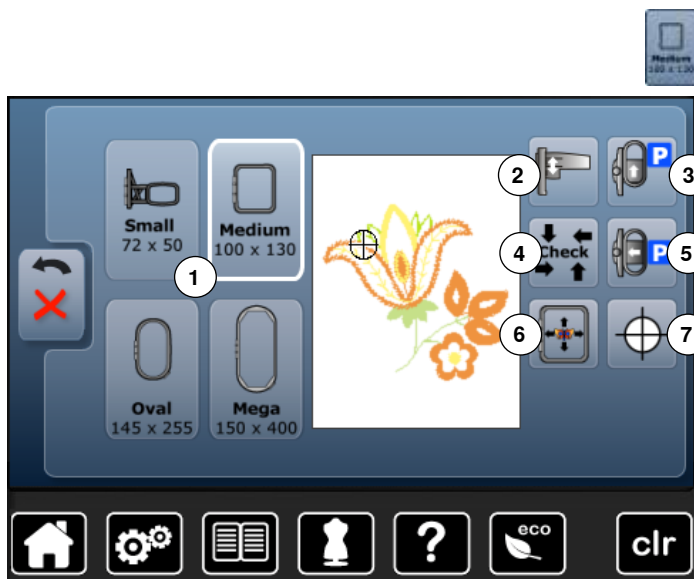 Medium
100 x 130
Small
72 x 50
Medium
100 x 130
1
Oval
145 x 255
Mega
150 x 400
2
P
3
4
Check
P
5
6
7
?
eco
clr